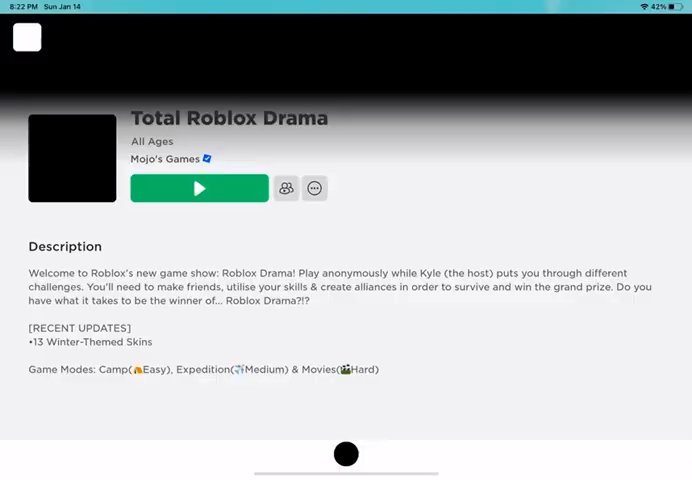 8:22 PM Sun Jan 14 42%
Total Roblox Drama
All Ages
Mojo's Games
Description
Welcome to Roblox's new game show: Roblox Drama! Play anonymously while Kyle (the host) puts you through different
challenges. You'll need to make friends, utilise your skills & create alliances in order to survive and win the grand prize. Do you
have what it takes to be the winner of... Roblox Drama?!?
[RECENT UPDATES]
•13 Winter-Themed Skins
Game Modes: Camp(⛺Easy), Expedition(✈️Medium) & Movies(🎬Hard)